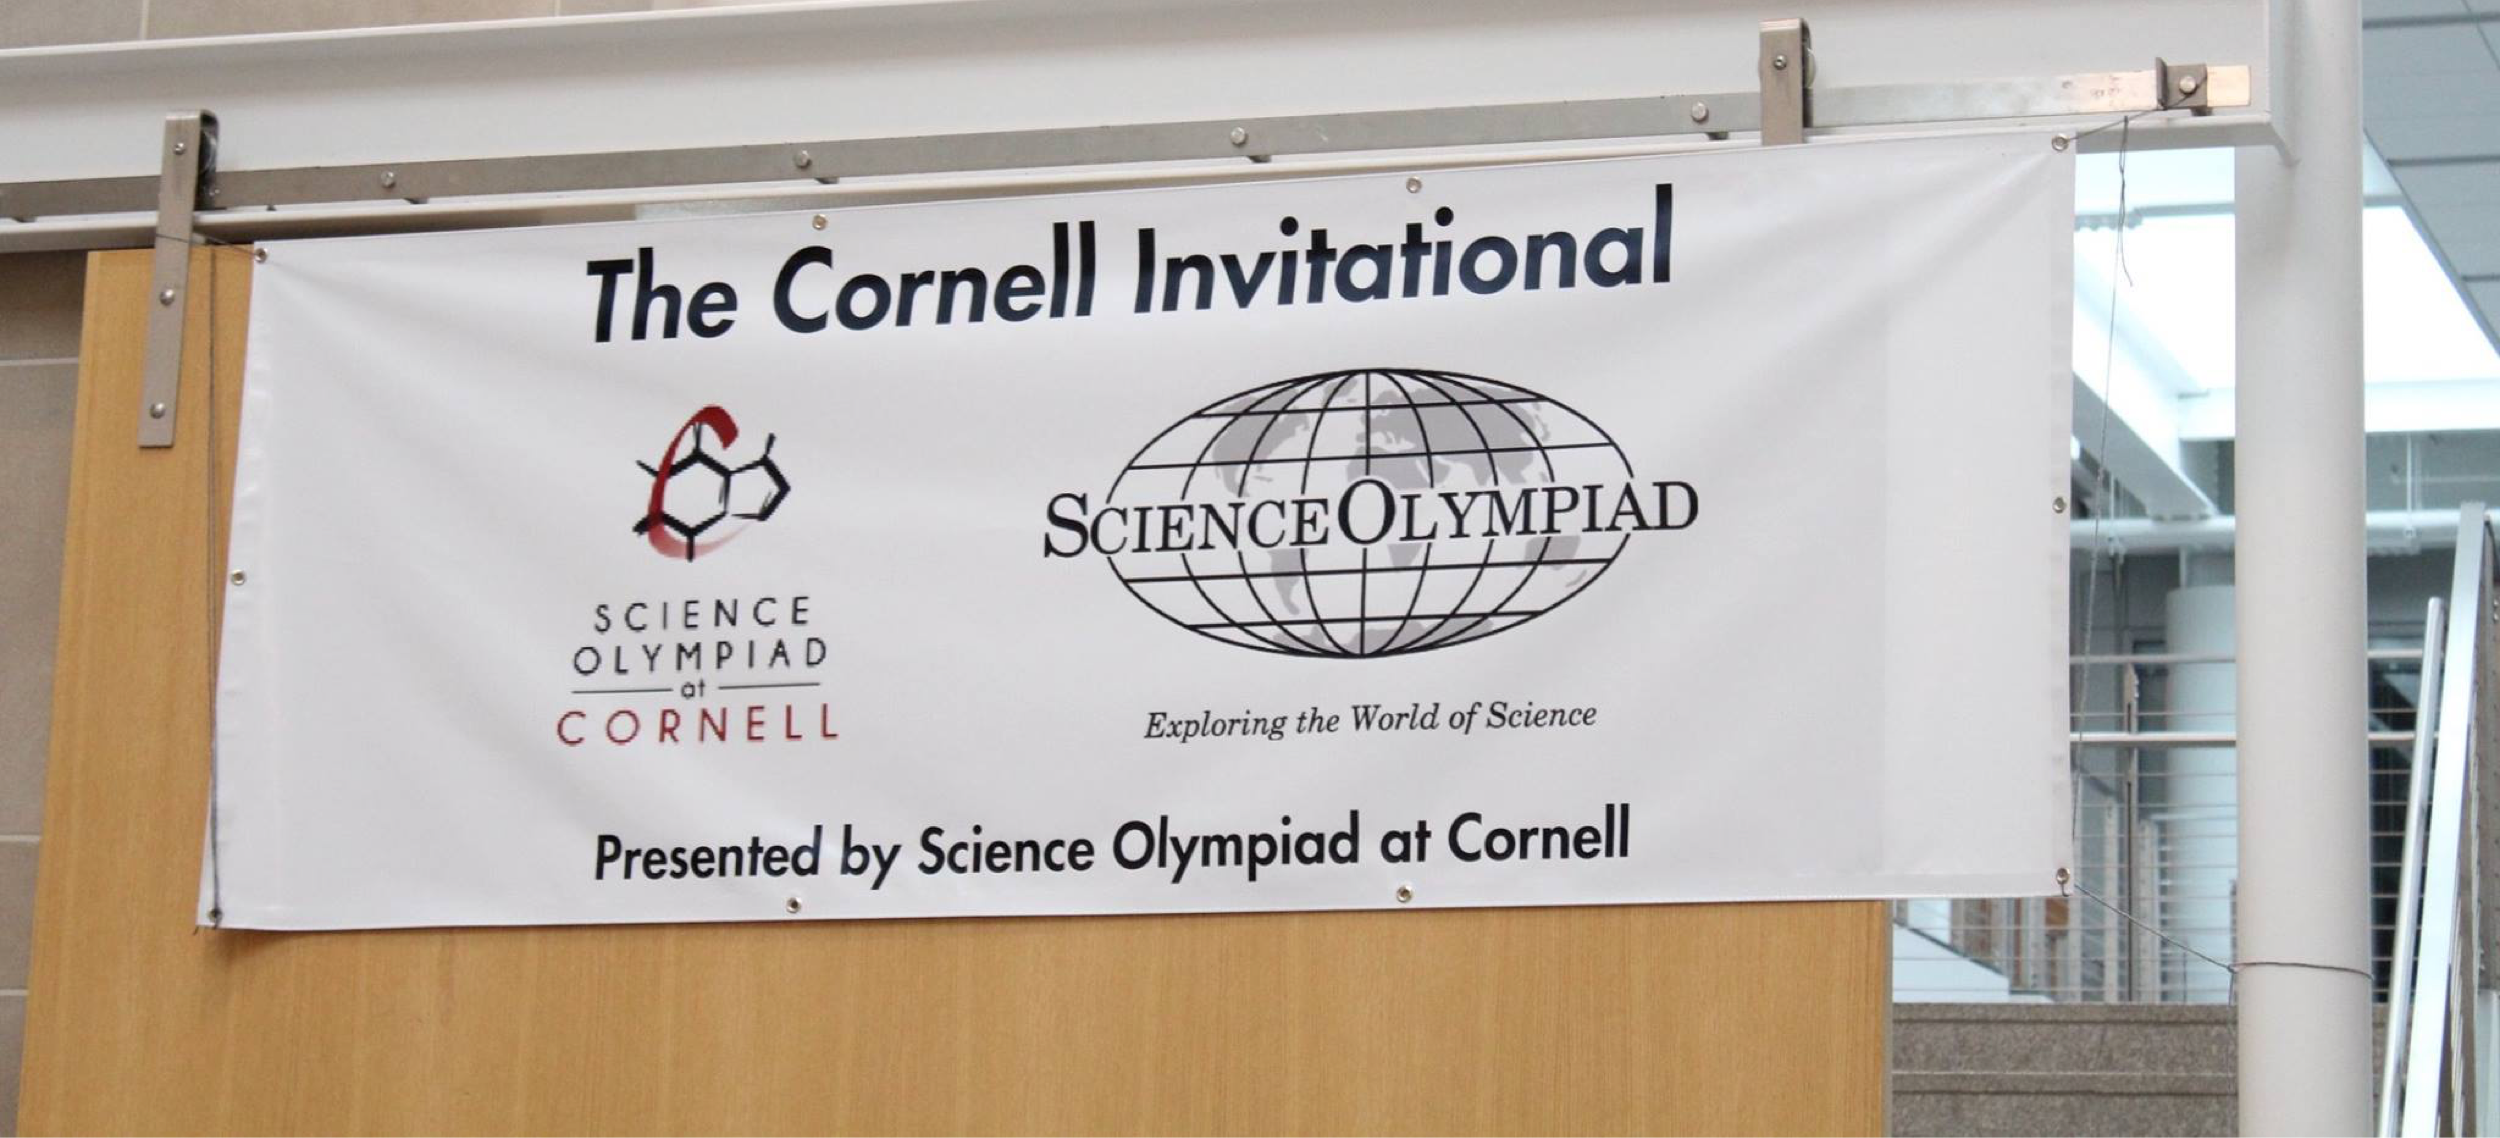 The Cornell Invitational
SCIENCE
OLYMPIAD
at
CORNELL
SCIENCE OLYMPIAD
Exploring the World of Science
Presented by Science Olympiad at Cornell